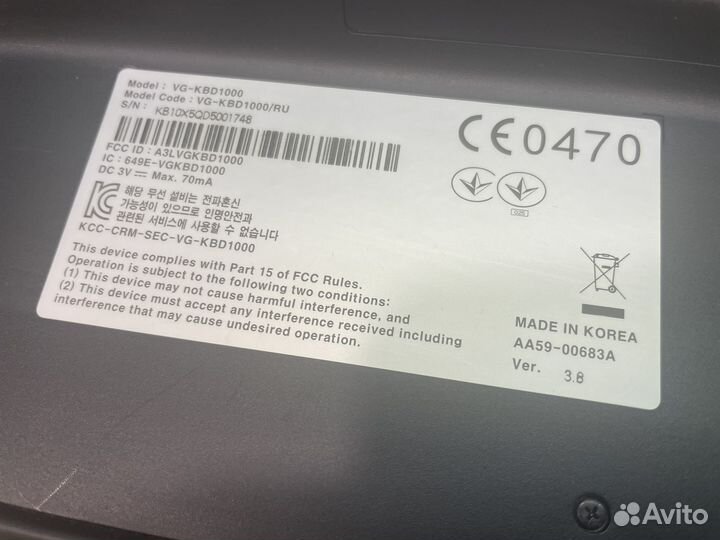 Model : VG-KBD1000
Model Code : VG-KBD1000/RU
S/N : KB10X5QD5001748
FCC ID : A3LVGKBD1000
IC : 649E-VGKBD1000
DC 3V ⎓ Max. 70mA
해당 무선 설비는 전파혼신
가능성이 있으므로 인명안전과
관련된 서비스에 사용할 수 없습니다
KCC-CRM-SEC-VG-KBD1000
This device complies with Part 15 of FCC Rules.
Operation is subject to the following two conditions:
(1) This device may not cause harmful interference, and
(2) This device must accept any interference received including
interference that may cause undesired operation.
CE0470
MADE IN KOREA
AA59-00683A
Ver. 3.8
Avito